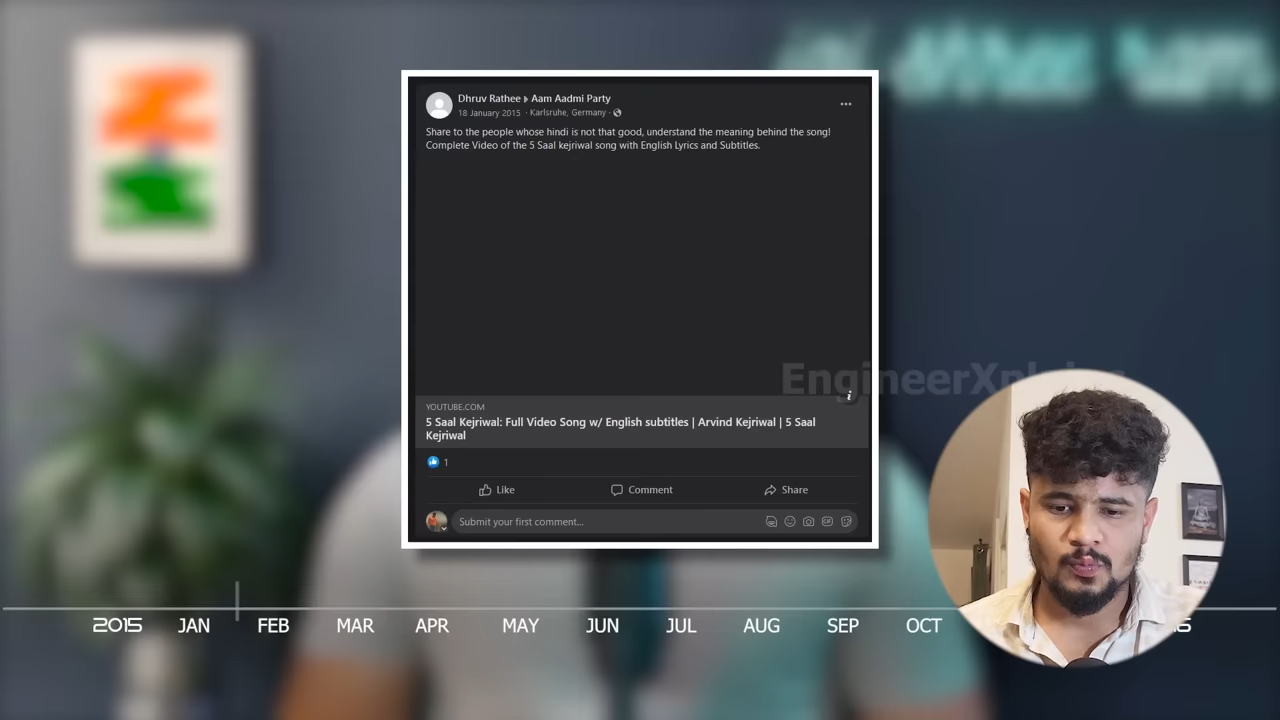 Dhruv Rathee ▸ Aam Aadmi Party
18 January 2015 · Karlsruhe, Germany ·
Share to the people whose hindi is not that good, understand the meaning behind the song!
Complete Video of the 5 Saal kejriwal song with English Lyrics and Subtitles.
YOUTUBE.COM
5 Saal Kejriwal: Full Video Song w/ English subtitles | Arvind Kejriwal | 5 Saal
Kejriwal
1
Like Comment Share
Submit your first comment...
2015 JAN FEB MAR APR MAY JUN JUL AUG SEP OCT